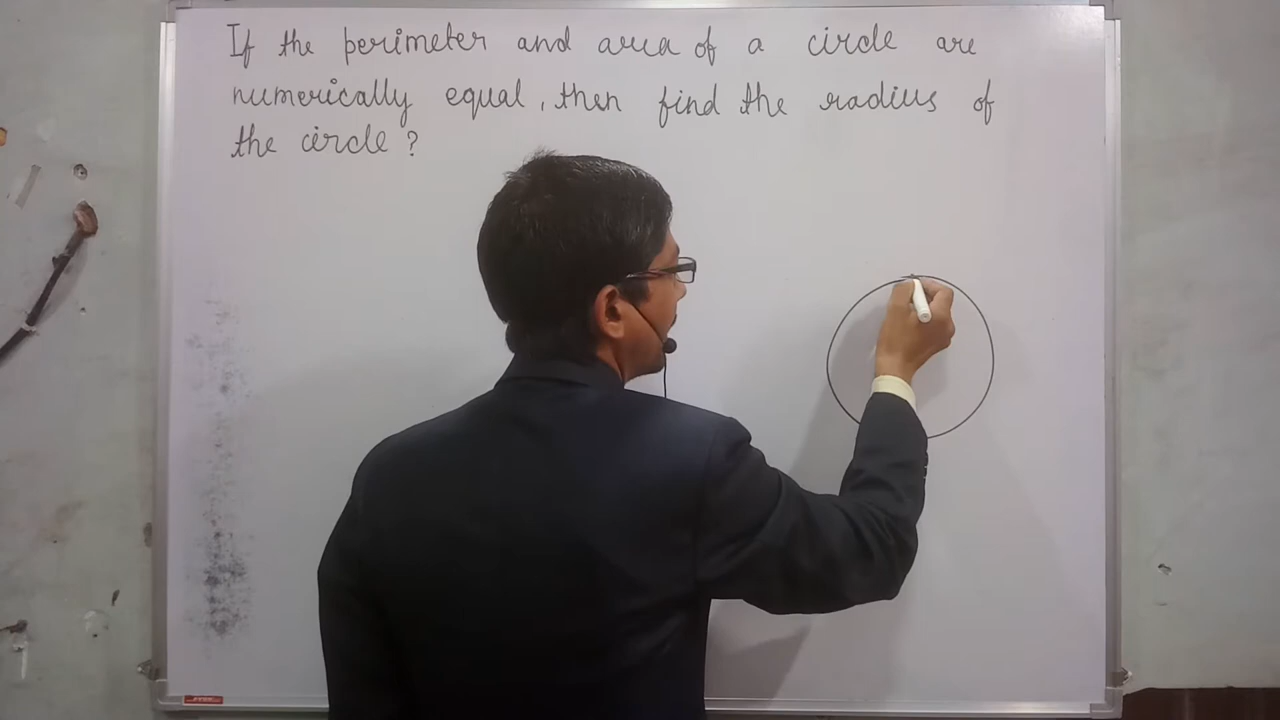 If the perimeter and area of a circle are
numerically equal, then find the radius of
the circle ?